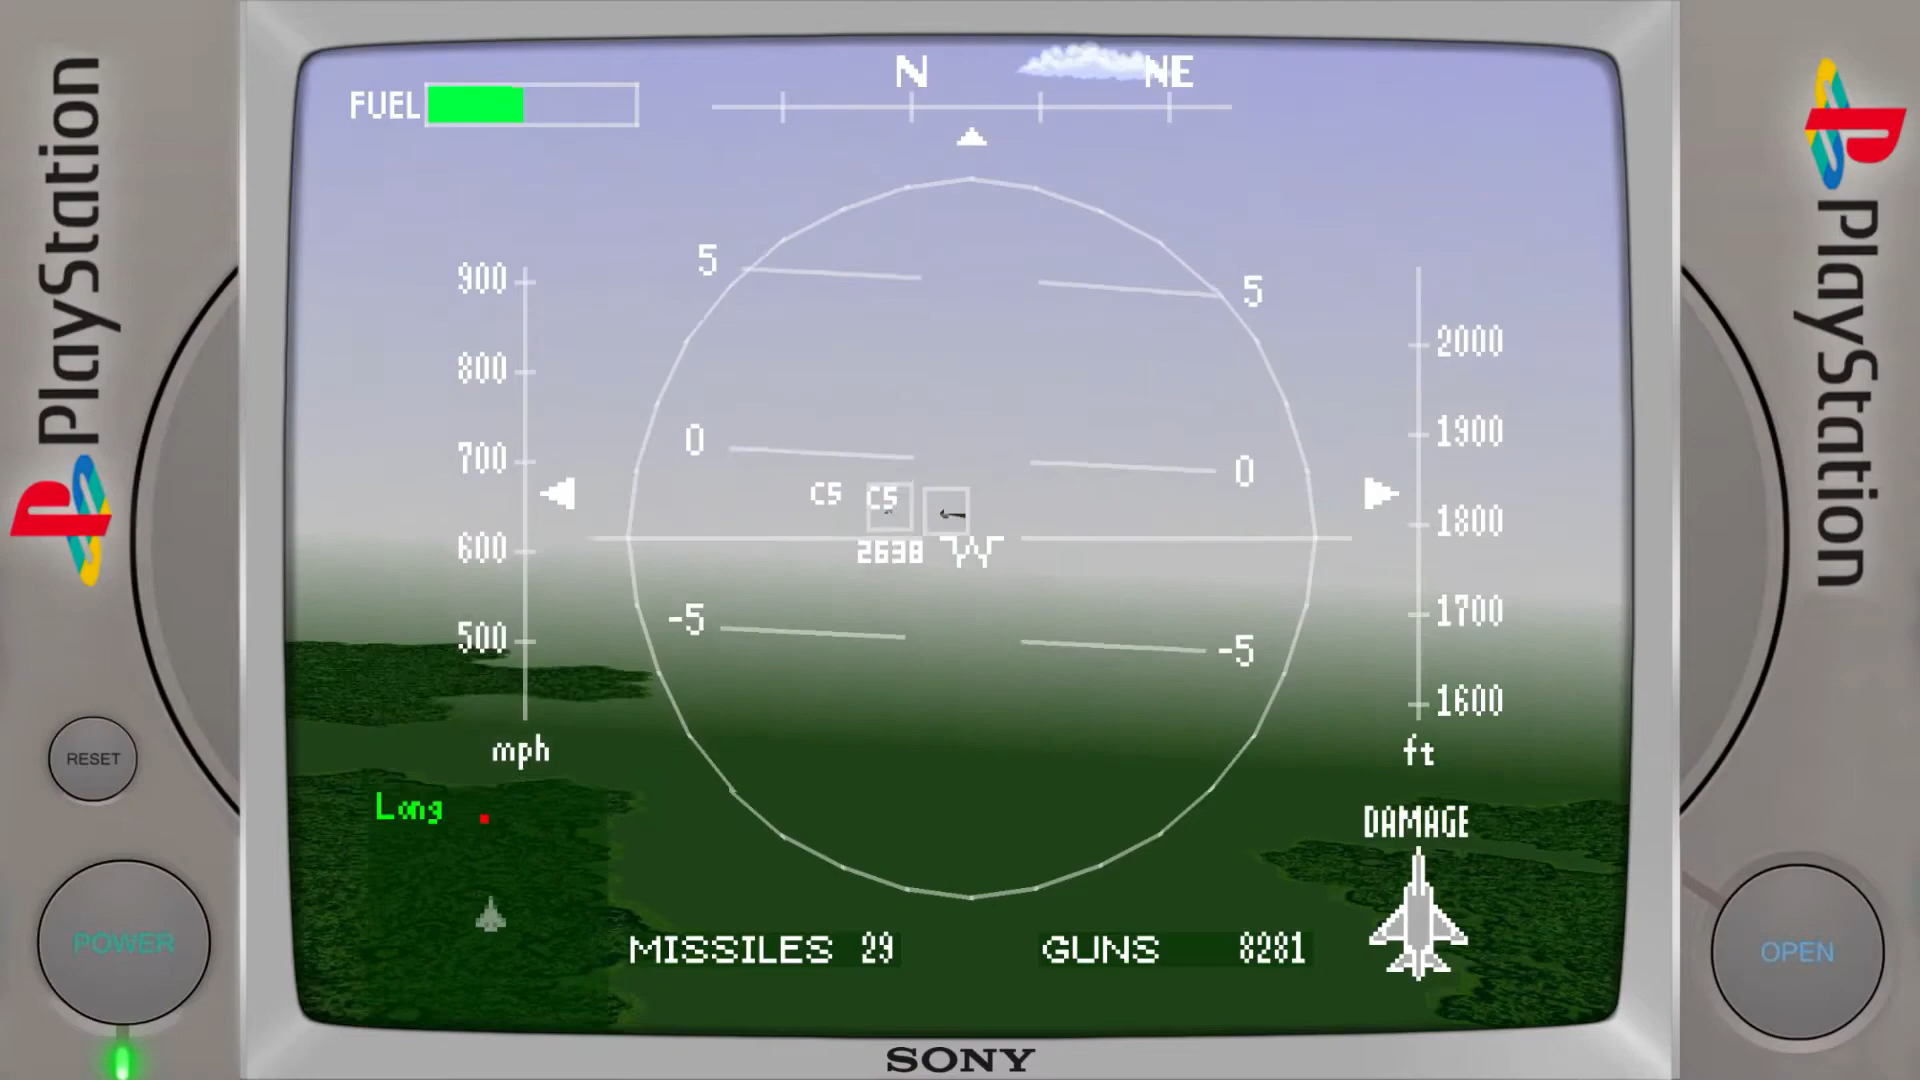 PlayStation
RESET
POWER
FUEL
N
NE
5
5
0
0
-5
-5
900
800
700
600
500
mph
2000
1900
1800
1700
1600
ft
C5
C5
2638
Long
DAMAGE
MISSILES 29
GUNS 8281
SONY
PlayStation
OPEN